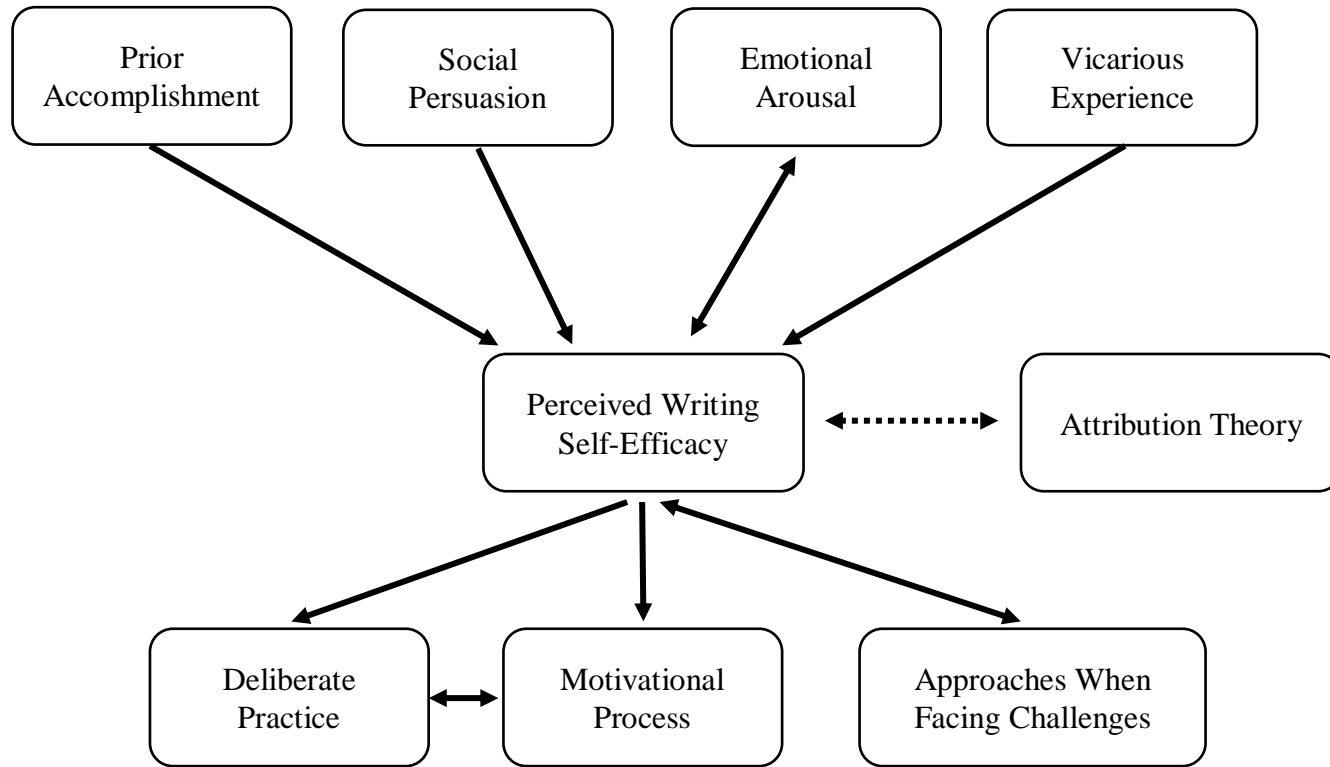 Prior
Accomplishment
Social
Persuasion
Emotional
Arousal
Vicarious
Experience
Perceived Writing
Self-Efficacy
Attribution Theory
Deliberate
Practice
Motivational
Process
Approaches When
Facing Challenges